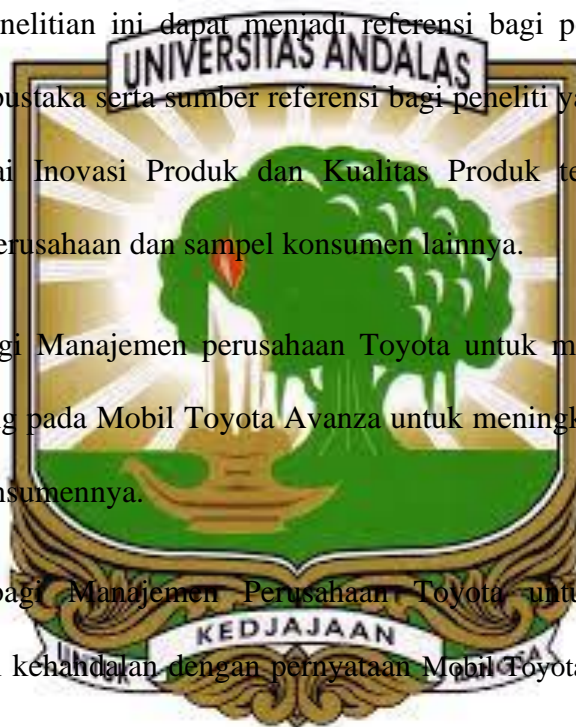 nelitian ini dapat menjadi referensi bagi p
UNIVERSITAS ANDALAS
pustaka serta sumber referensi bagi peneliti ya
ai Inovasi Produk dan Kualitas Produk te
erusahaan dan sampel konsumen lainnya.
gi Manajemen perusahaan Toyota untuk m
g pada Mobil Toyota Avanza untuk meningk
nsumennya.
bagi Manajemen Perusahaan Toyota untu
KEDJAJAAN
kehandalan dengan pernyataan Mobil Toyota
UNTUK
BANGSA